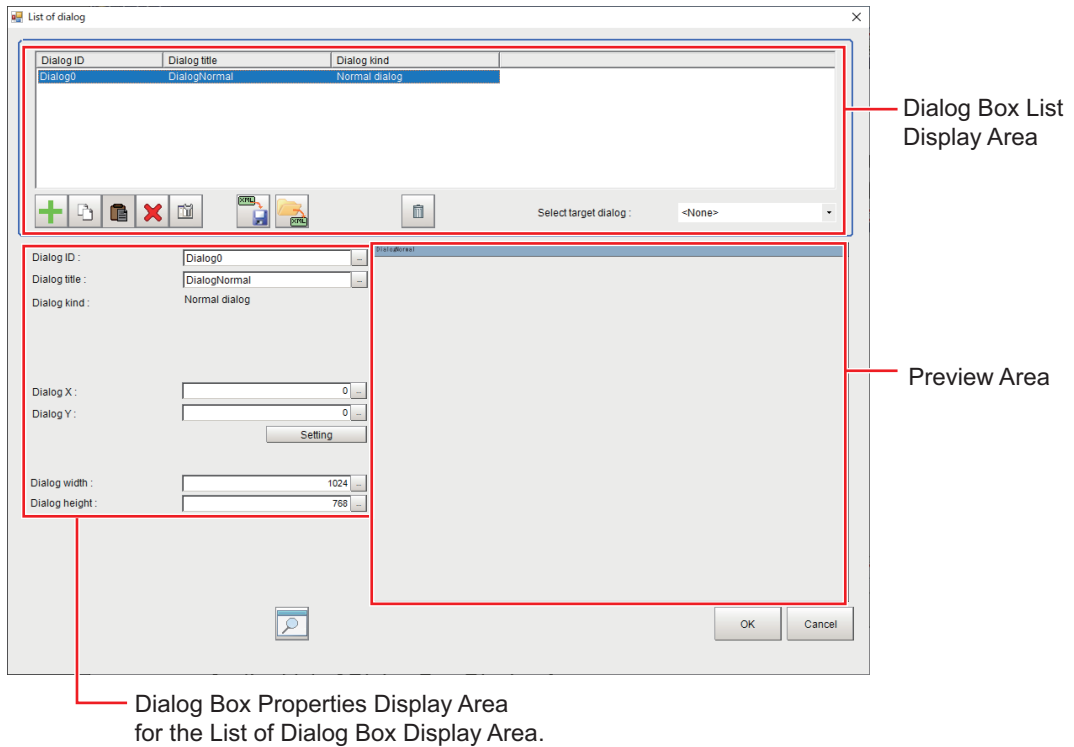 List of dialog
Dialog ID Dialog title Dialog kind
Dialog0 DialogNormal Normal dialog
Dialog Box List
Display Area
XML
XML
Select target dialog : <None>
Dialog ID : Dialog0 ...
Dialog title : DialogNormal ...
Dialog kind : Normal dialog
DialogNormal
Preview Area
Dialog X : 0 ...
Dialog Y : 0 ...
Setting
Dialog width : 1024 ...
Dialog height : 768 ...
OK Cancel
Dialog Box Properties Display Area
for the List of Dialog Box Display Area.